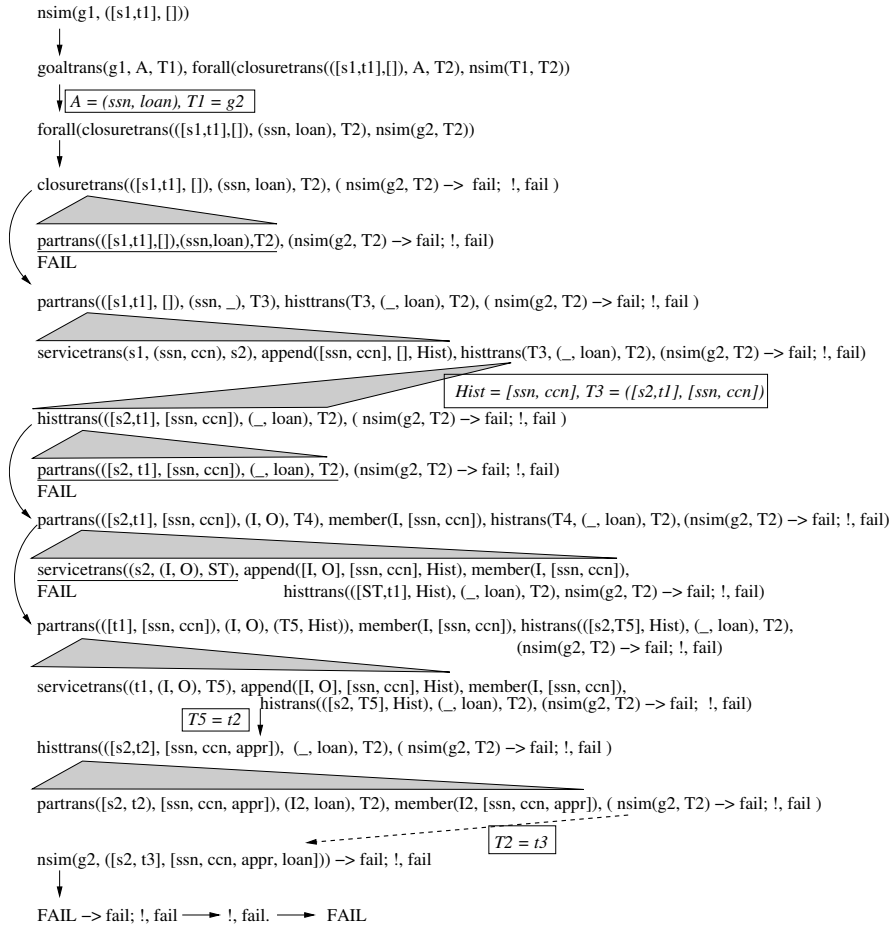 nsim(g1, ([s1,t1], []))
goaltrans(g1, A, T1), forall(closuretrans(([s1,t1],[]), A, T2), nsim(T1, T2))
A = (ssn, loan), T1 = g2
forall(closuretrans(([s1,t1],[]), (ssn, loan), T2), nsim(g2, T2))
closuretrans(([s1,t1], []), (ssn, loan), T2), ( nsim(g2, T2) −> fail; !, fail )
partrans(([s1,t1],[]),(ssn,loan),T2), (nsim(g2, T2) −> fail; !, fail)
FAIL
partrans(([s1,t1], []), (ssn, _), T3), histtrans(T3, (_, loan), T2), ( nsim(g2, T2) −> fail; !, fail )
servicetrans(s1, (ssn, ccn), s2), append([ssn, ccn], [], Hist), histtrans(T3, (_, loan), T2), (nsim(g2, T2) −> fail; !, fail)
Hist = [ssn, ccn], T3 = ([s2,t1], [ssn, ccn])
histtrans(([s2,t1], [ssn, ccn]), (_, loan), T2), ( nsim(g2, T2) −> fail; !, fail )
partrans(([s2, t1], [ssn, ccn]), (_, loan), T2), (nsim(g2, T2) −> fail; !, fail)
FAIL
partrans(([s2,t1], [ssn, ccn]), (I, O), T4), member(I, [ssn, ccn]), histrans(T4, (_, loan), T2), (nsim(g2, T2) −> fail; !, fail)
servicetrans((s2, (I, O), ST), append([I, O], [ssn, ccn], Hist), member(I, [ssn, ccn]),
FAIL histtrans(([ST,t1], Hist), (_, loan), T2), nsim(g2, T2) −> fail; !, fail)
partrans(([t1], [ssn, ccn]), (I, O), (T5, Hist)), member(I, [ssn, ccn]), histrans(([s2,T5], Hist), (_, loan), T2),
(nsim(g2, T2) −> fail; !, fail)
servicetrans((t1, (I, O), T5), append([I, O], [ssn, ccn], Hist), member(I, [ssn, ccn]),
histrans(([s2, T5], Hist), (_, loan), T2), (nsim(g2, T2) −> fail; !, fail)
T5 = t2
histtrans(([s2,t2], [ssn, ccn, appr]), (_, loan), T2), ( nsim(g2, T2) −> fail; !, fail )
partrans([s2, t2), [ssn, ccn, appr]), (I2, loan), T2), member(I2, [ssn, ccn, appr]), ( nsim(g2, T2) −> fail; !, fail )
T2 = t3
nsim(g2, ([s2, t3], [ssn, ccn, appr, loan])) −> fail; !, fail
FAIL −> fail; !, fail !, fail. FAIL